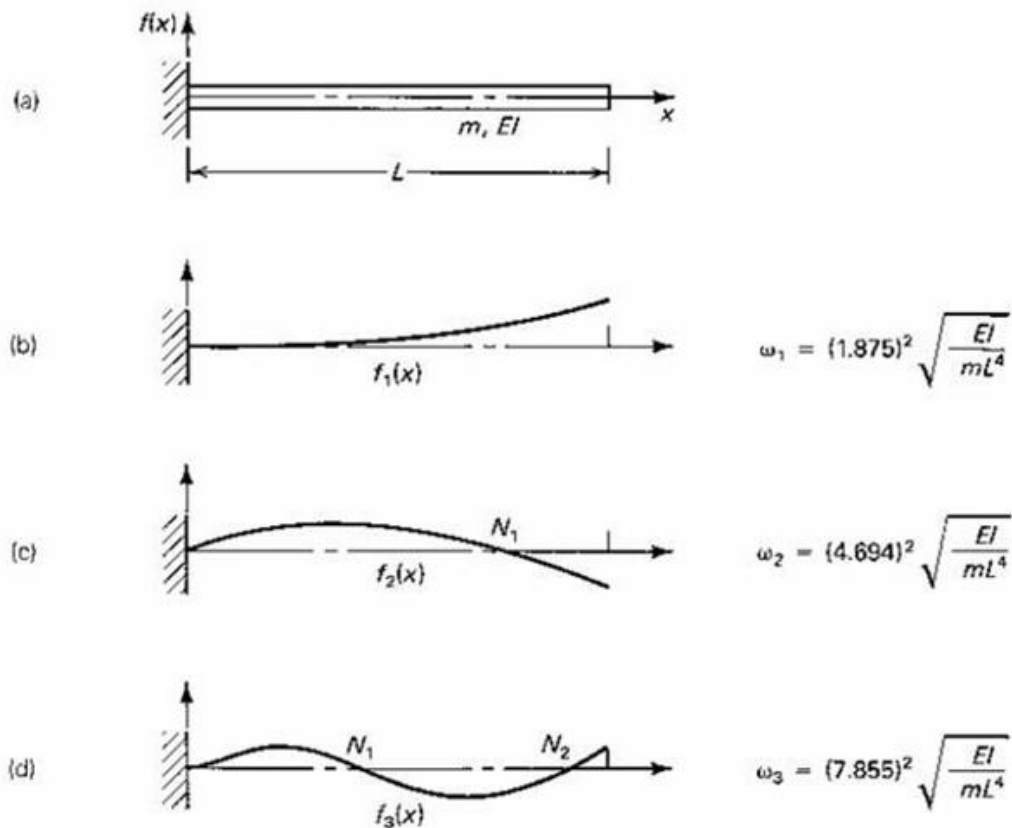 f(x)
(a)
x
m, EI
L
(b)
f₁(x)
ω₁ = (1.875)² √(EI/mL⁴)
(c)
N₁
f₂(x)
ω₂ = (4.694)² √(EI/mL⁴)
(d)
N₁
N₂
f₃(x)
ω₃ = (7.855)² √(EI/mL⁴)